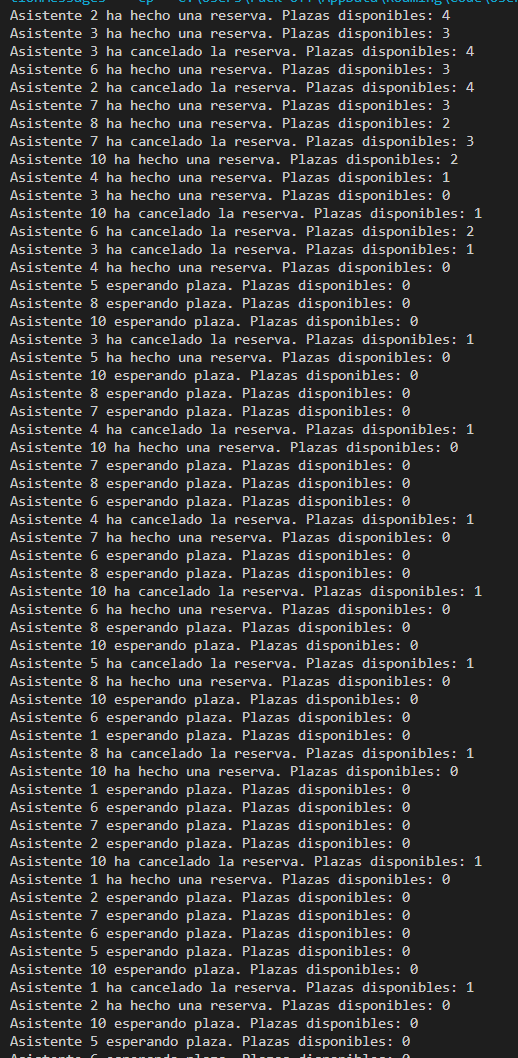 Asistente 2 ha hecho una reserva. Plazas disponibles: 4
Asistente 3 ha hecho una reserva. Plazas disponibles: 3
Asistente 3 ha cancelado la reserva. Plazas disponibles: 4
Asistente 6 ha hecho una reserva. Plazas disponibles: 3
Asistente 2 ha cancelado la reserva. Plazas disponibles: 4
Asistente 7 ha hecho una reserva. Plazas disponibles: 3
Asistente 8 ha hecho una reserva. Plazas disponibles: 2
Asistente 7 ha cancelado la reserva. Plazas disponibles: 3
Asistente 10 ha hecho una reserva. Plazas disponibles: 2
Asistente 4 ha hecho una reserva. Plazas disponibles: 1
Asistente 3 ha hecho una reserva. Plazas disponibles: 0
Asistente 10 ha cancelado la reserva. Plazas disponibles: 1
Asistente 6 ha cancelado la reserva. Plazas disponibles: 2
Asistente 3 ha cancelado la reserva. Plazas disponibles: 1
Asistente 4 ha hecho una reserva. Plazas disponibles: 0
Asistente 5 esperando plaza. Plazas disponibles: 0
Asistente 8 esperando plaza. Plazas disponibles: 0
Asistente 10 esperando plaza. Plazas disponibles: 0
Asistente 3 ha cancelado la reserva. Plazas disponibles: 1
Asistente 5 ha hecho una reserva. Plazas disponibles: 0
Asistente 10 esperando plaza. Plazas disponibles: 0
Asistente 8 esperando plaza. Plazas disponibles: 0
Asistente 7 esperando plaza. Plazas disponibles: 0
Asistente 4 ha cancelado la reserva. Plazas disponibles: 1
Asistente 10 ha hecho una reserva. Plazas disponibles: 0
Asistente 7 esperando plaza. Plazas disponibles: 0
Asistente 8 esperando plaza. Plazas disponibles: 0
Asistente 6 esperando plaza. Plazas disponibles: 0
Asistente 4 ha cancelado la reserva. Plazas disponibles: 1
Asistente 7 ha hecho una reserva. Plazas disponibles: 0
Asistente 6 esperando plaza. Plazas disponibles: 0
Asistente 8 esperando plaza. Plazas disponibles: 0
Asistente 10 ha cancelado la reserva. Plazas disponibles: 1
Asistente 6 ha hecho una reserva. Plazas disponibles: 0
Asistente 8 esperando plaza. Plazas disponibles: 0
Asistente 10 esperando plaza. Plazas disponibles: 0
Asistente 5 ha cancelado la reserva. Plazas disponibles: 1
Asistente 8 ha hecho una reserva. Plazas disponibles: 0
Asistente 10 esperando plaza. Plazas disponibles: 0
Asistente 6 esperando plaza. Plazas disponibles: 0
Asistente 1 esperando plaza. Plazas disponibles: 0
Asistente 8 ha cancelado la reserva. Plazas disponibles: 1
Asistente 10 ha hecho una reserva. Plazas disponibles: 0
Asistente 1 esperando plaza. Plazas disponibles: 0
Asistente 6 esperando plaza. Plazas disponibles: 0
Asistente 7 esperando plaza. Plazas disponibles: 0
Asistente 2 esperando plaza. Plazas disponibles: 0
Asistente 10 ha cancelado la reserva. Plazas disponibles: 1
Asistente 1 ha hecho una reserva. Plazas disponibles: 0
Asistente 2 esperando plaza. Plazas disponibles: 0
Asistente 7 esperando plaza. Plazas disponibles: 0
Asistente 6 esperando plaza. Plazas disponibles: 0
Asistente 5 esperando plaza. Plazas disponibles: 0
Asistente 10 esperando plaza. Plazas disponibles: 0
Asistente 1 ha cancelado la reserva. Plazas disponibles: 1
Asistente 2 ha hecho una reserva. Plazas disponibles: 0
Asistente 10 esperando plaza. Plazas disponibles: 0
Asistente 5 esperando plaza. Plazas disponibles: 0